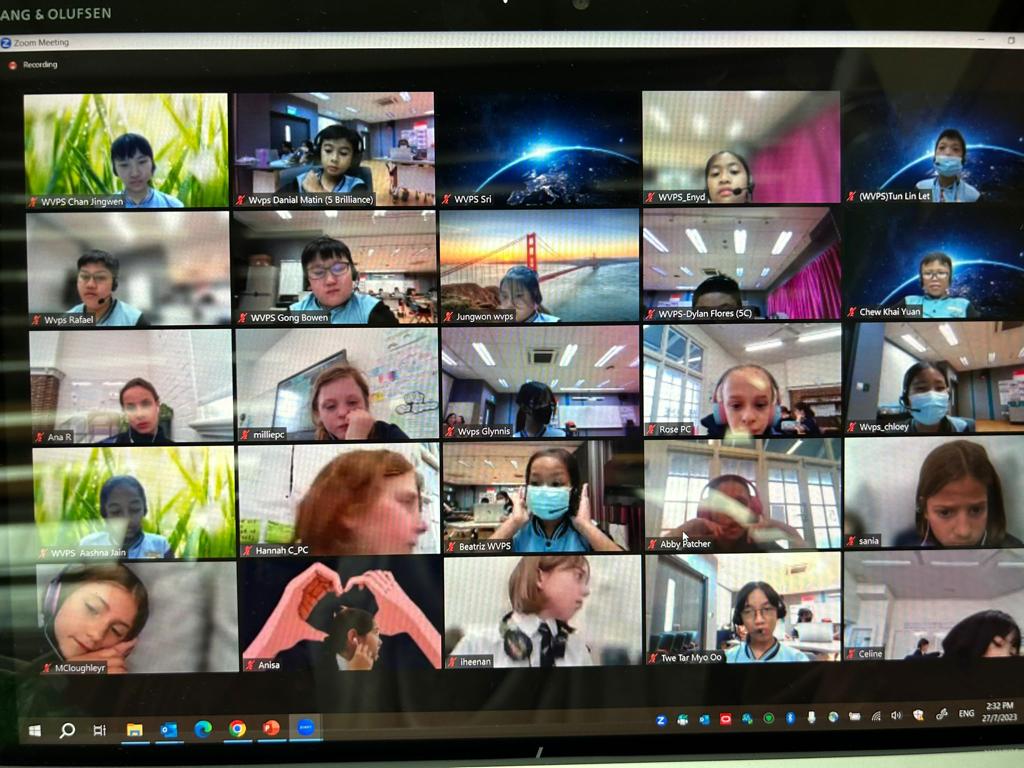 ANG & OLUFSEN
Zoom Meeting
Recording
WVPS Chan Jingwen
Wvps Danial Matin (5 Brilliance)
WVPS Sri
WVPS_Enyd
(WVPS)Tun Lin Let
Wvps Rafael
WVPS Gong Bowen
Jungwon wvps
WVPS-Dylan Flores (5C)
Chew Khai Yuan
Ana R
milliepc
Wvps Glynnis
Rose PC
Wvps_chloey
WVPS_Aashna Jain
Hannah C_PC
Beatriz WVPS
Abby Patcher
sania
MCloughleyr
Anisa
iheenan
Twe Tar Myo Oo
Celine
ENG
2:32 PM
27/7/2023